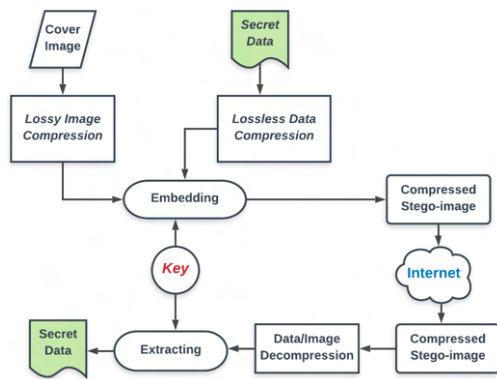 Cover
Image
Secret
Data
Lossy Image
Compression
Lossless Data
Compression
Embedding
Compressed
Stego-image
Key
Internet
Secret
Data
Extracting
Data/Image
Decompression
Compressed
Stego-image